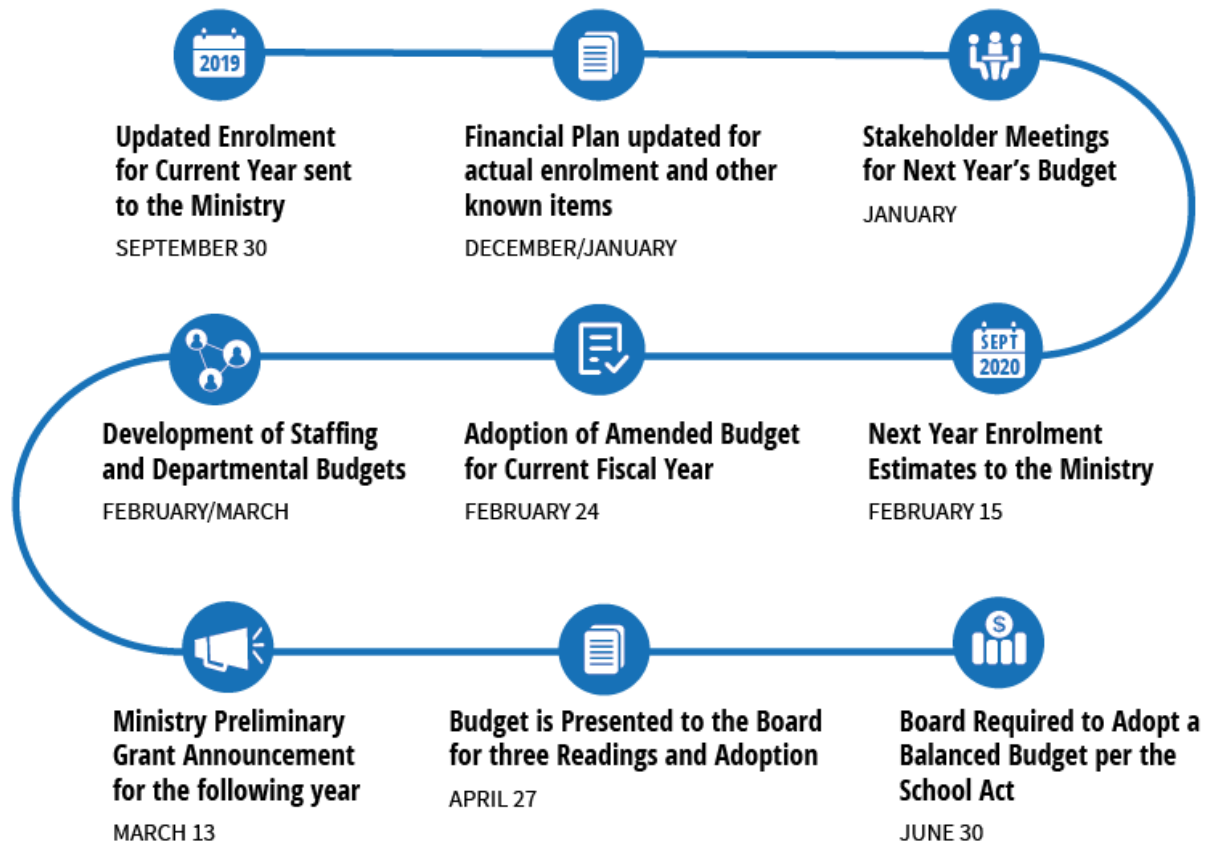 2019
Updated Enrolment
for Current Year sent
to the Ministry
SEPTEMBER 30
Financial Plan updated for
actual enrolment and other
known items
DECEMBER/JANUARY
Stakeholder Meetings
for Next Year’s Budget
JANUARY
SEPT
2020
Next Year Enrolment
Estimates to the Ministry
FEBRUARY 15
Adoption of Amended Budget
for Current Fiscal Year
FEBRUARY 24
Development of Staffing
and Departmental Budgets
FEBRUARY/MARCH
Ministry Preliminary
Grant Announcement
for the following year
MARCH 13
Budget is Presented to the Board
for three Readings and Adoption
APRIL 27
$
Board Required to Adopt a
Balanced Budget per the
School Act
JUNE 30